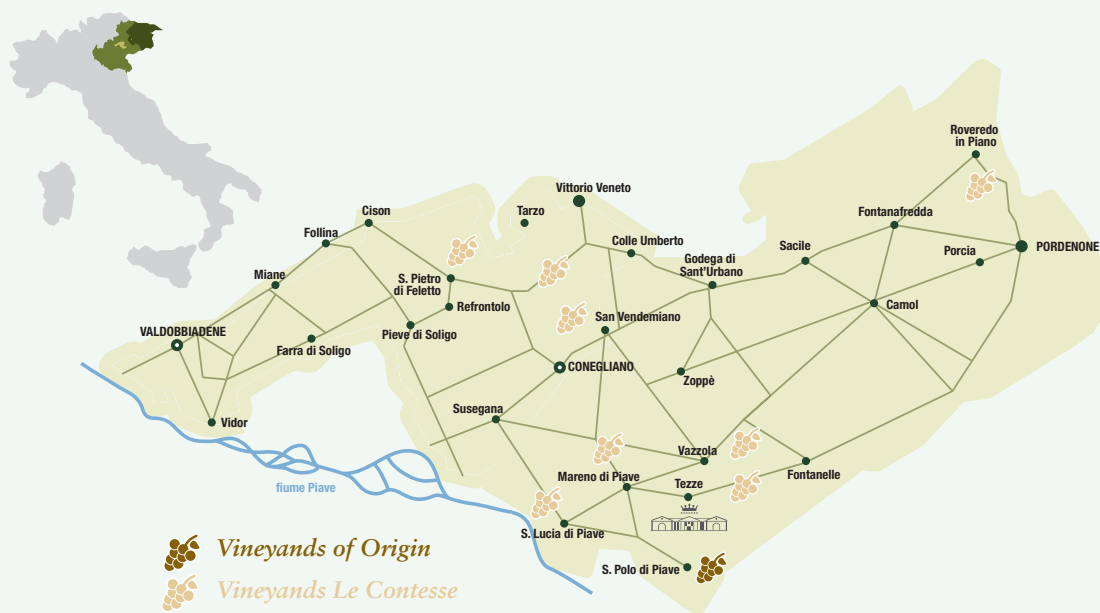 Roveredo
in Piano
Vittorio Veneto
Cison
Tarzo
Fontanafredda
Follina
Colle Umberto
Sacile
PORDENONE
Porcia
Godega di
Sant'Urbano
Miane
S. Pietro
di Feletto
Refrontolo
Camol
San Vendemiano
VALDOBBIADENE
Pieve di Soligo
Farra di Soligo
CONEGLIANO
Zoppè
Susegana
Vidor
Vazzola
Mareno di Piave
Tezze
Fontanelle
fiume Piave
S. Lucia di Piave
S. Polo di Piave
Vineyands of Origin
Vineyands Le Contesse